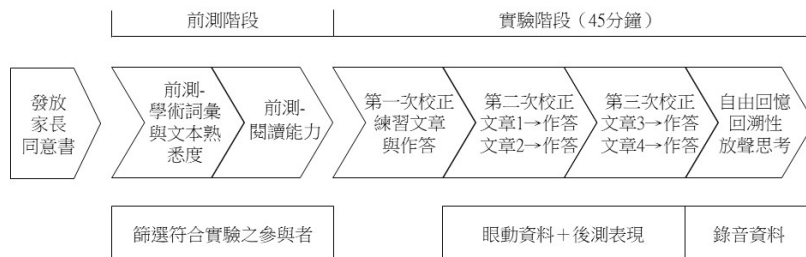 前測階段
實驗階段（45分鐘）
發放
家長
同意書
前測-
學術詞彙
與文本熟
悉度
前測-
閱讀能力
第一次校正
練習文章
與作答
第二次校正
文章1→作答
文章2→作答
第三次校正
文章3→作答
文章4→作答
自由回憶
回溯性
放聲思考
篩選符合實驗之參與者
眼動資料＋後測表現
錄音資料